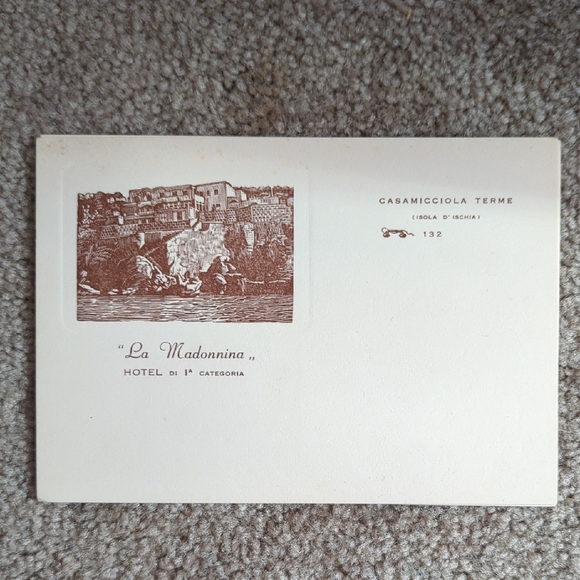 CASAMICCIOLA TERME
(ISOLA D'ISCHIA)
132
"La Madonnina„
HOTEL DI 1ᴬ CATEGORIA